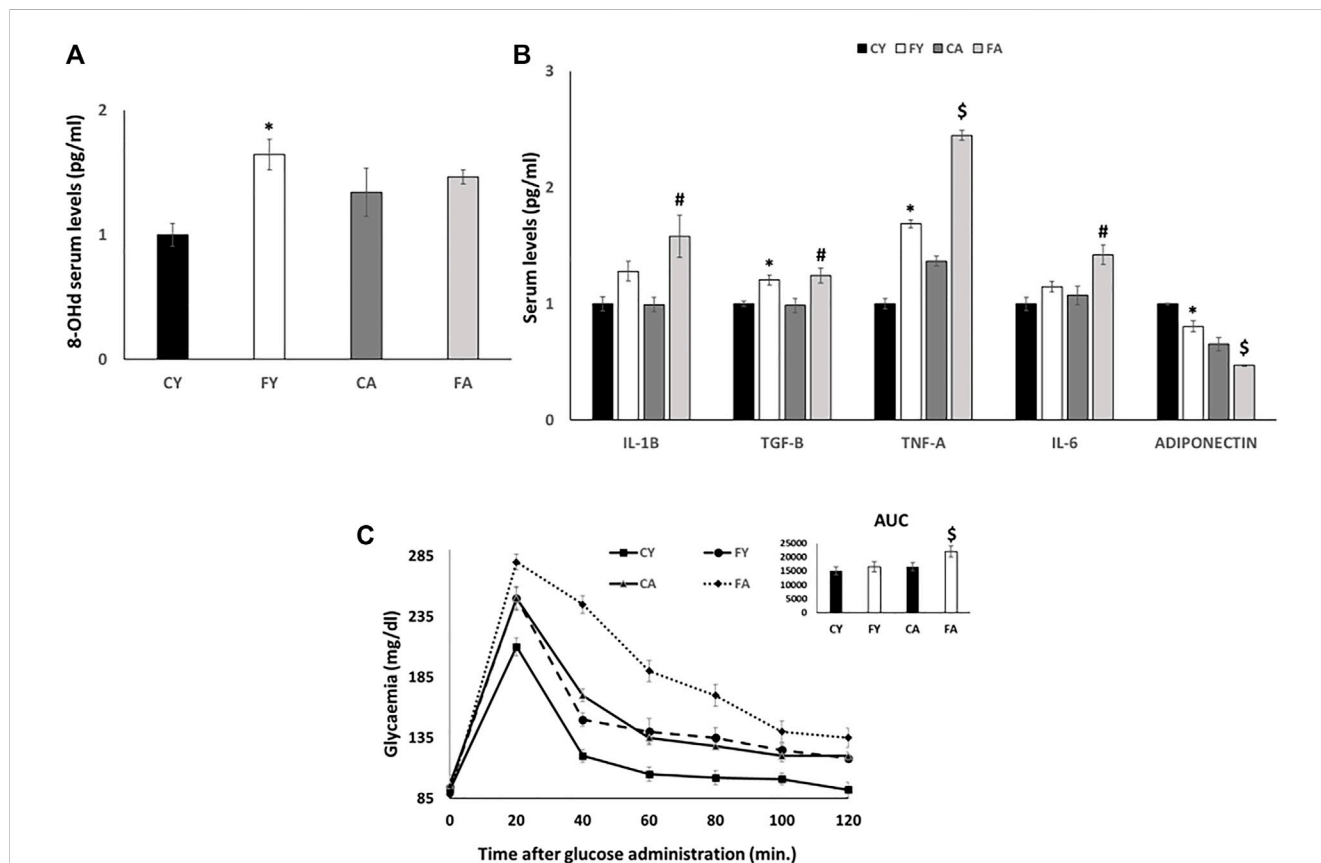 A
8-OHd serum levels (pg/ml)
2
1
0
*
CY FY CA FA
B
CY FY CA FA
Serum levels (pg/ml)
3
2
1
0
# * # * $ # * $
IL-1B TGF-B TNF-A IL-6 ADIPONECTIN
C
CY FY
CA FA
Glycaemia (mg/dl)
285
235
185
135
85
0 20 40 60 80 100 120
Time after glucose administration (min.)
AUC
25000
20000
15000
10000
5000
0
$
CY FY CA FA